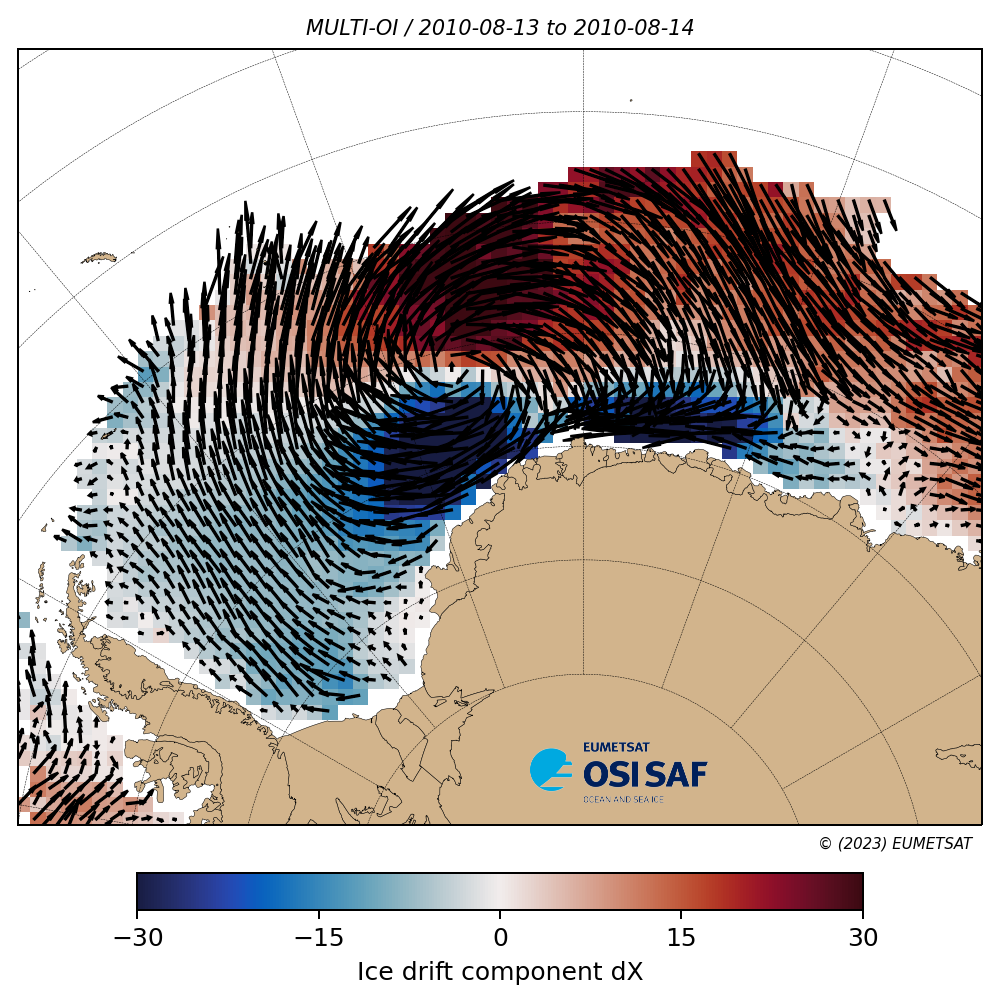 MULTI-OI / 2010-08-13 to 2010-08-14
EUMETSAT
OSI SAF
OCEAN AND SEA ICE
© (2023) EUMETSAT
−30 −15 0 15 30
Ice drift component dX